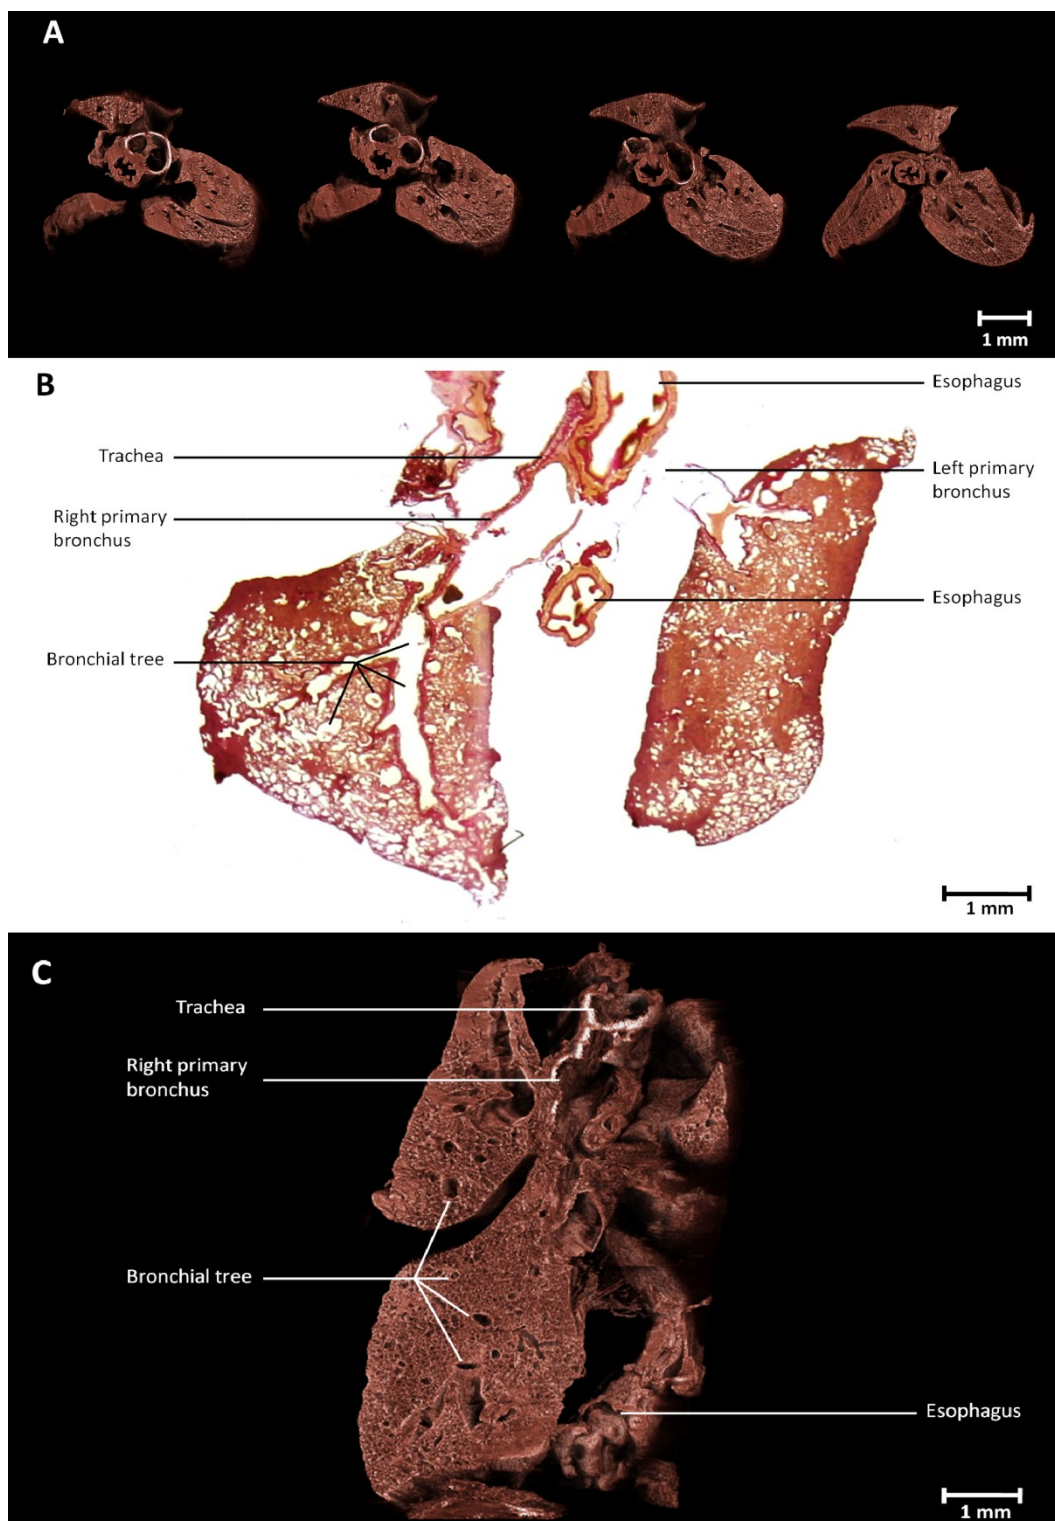 A
1 mm
B
Esophagus
Trachea
Left primary
bronchus
Right primary
bronchus
Esophagus
Bronchial tree
1 mm
C
Trachea
Right primary
bronchus
Bronchial tree
Esophagus
1 mm